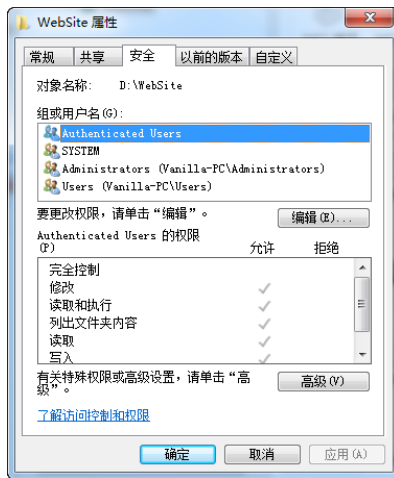 WebSite 属性
常规 共享 安全 以前的版本 自定义
对象名称: D:\WebSite
组或用户名(G):
Authenticated Users
SYSTEM
Administrators (Vanilla-PC\Administrators)
Users (Vanilla-PC\Users)
要更改权限，请单击“编辑”。 编辑(E)...
Authenticated Users 的权限
(P) 允许 拒绝
完全控制
修改
读取和执行
列出文件夹内容
读取
写入
有关特殊权限或高级设置，请单击“高
级”。 高级(V)
了解访问控制和权限
确定 取消 应用(A)